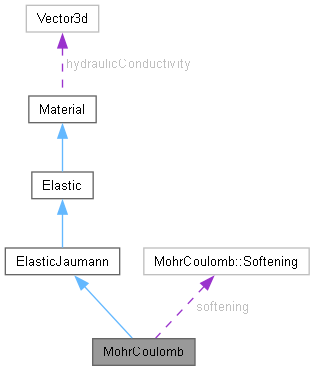 Vector3d
hydraulicConductivity
Material
Elastic
ElasticJaumann
MohrCoulomb::Softening
softening
MohrCoulomb